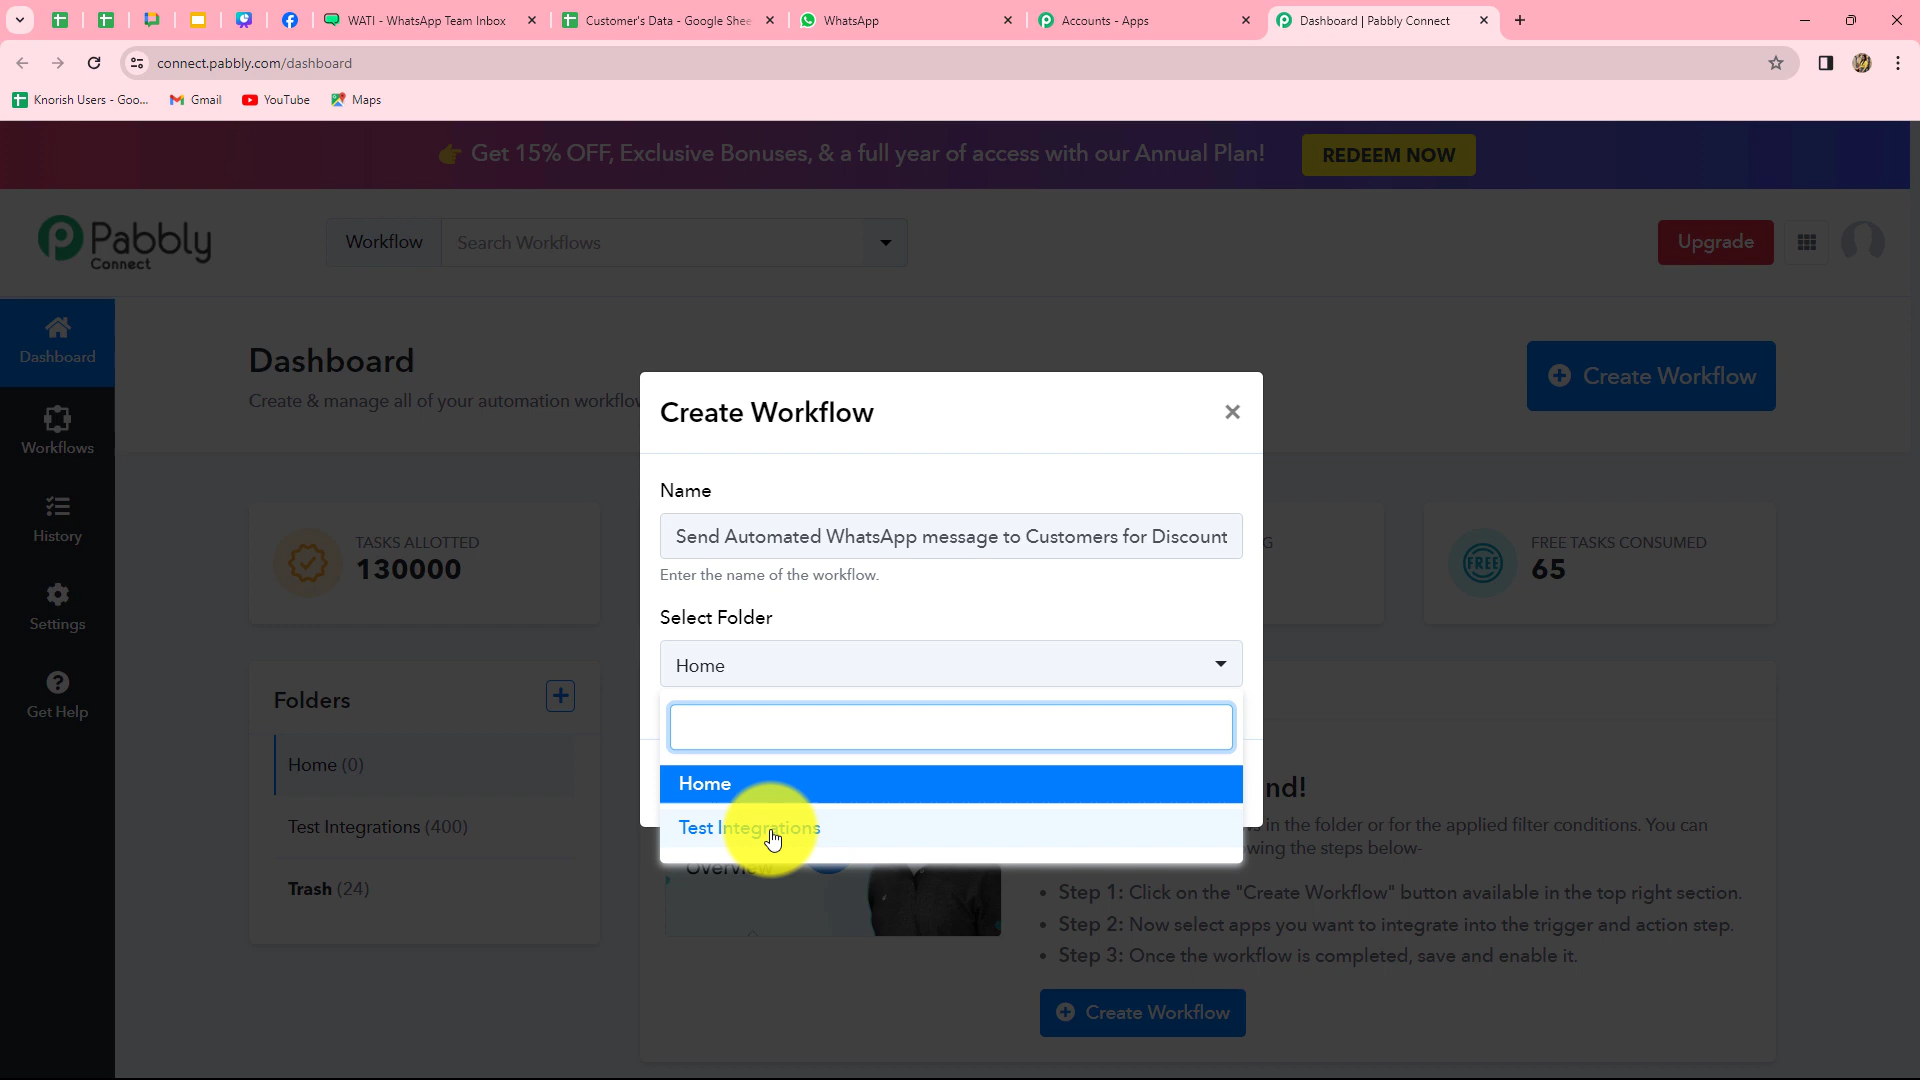 WATI - WhatsApp Team Inbox
Customer's Data - Google Shee
WhatsApp
Accounts - Apps
Dashboard | Pabbly Connect
connect.pabbly.com/dashboard
Knorish Users - Goo...
Gmail
YouTube
Maps
👉 Get 15% OFF, Exclusive Bonuses, & a full year of access with our Annual Plan!
REDEEM NOW
Pabbly
Connect
Workflow
Search Workflows
Upgrade
Dashboard
Workflows
History
Settings
Get Help
Dashboard
Create & manage all of your automation workflow
Create Workflow
TASKS ALLOTTED
130000
G
FREE TASKS CONSUMED
FREE
65
Folders
Home (0)
Test Integrations (400)
Trash (24)
Create Workflow
Name
Send Automated WhatsApp message to Customers for Discount
Enter the name of the workflow.
Select Folder
Home
Home
Test Integrations
Overview
nd!
in the folder or for the applied filter conditions. You can
wing the steps below-
Step 1: Click on the "Create Workflow" button available in the top right section.
Step 2: Now select apps you want to integrate into the trigger and action step.
Step 3: Once the workflow is completed, save and enable it.
Create Workflow